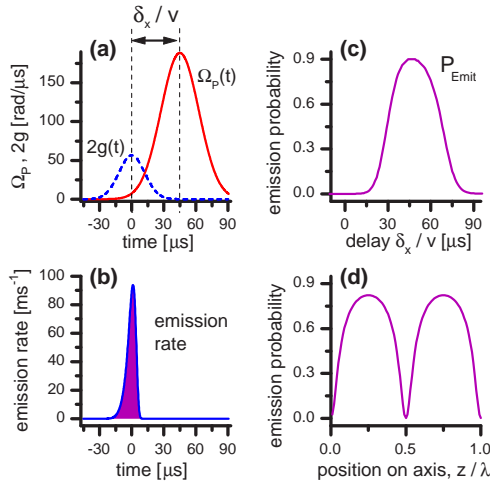 δx / v
(a)
ΩP(t)
2g(t)
ΩP , 2g [rad/μs]
150
100
50
0
-30 0 30 60 90
time [μs]
(c)
PEmit
emission probability
0.9
0.6
0.3
0.0
0 30 60 90
delay δx / v [μs]
(b)
emission
rate
emission rate [ms-1]
100
80
60
40
20
0
-30 0 30 60 90
time [μs]
(d)
emission probability
0.9
0.6
0.3
0.0
0.0 0.5 1.0
position on axis, z / λ